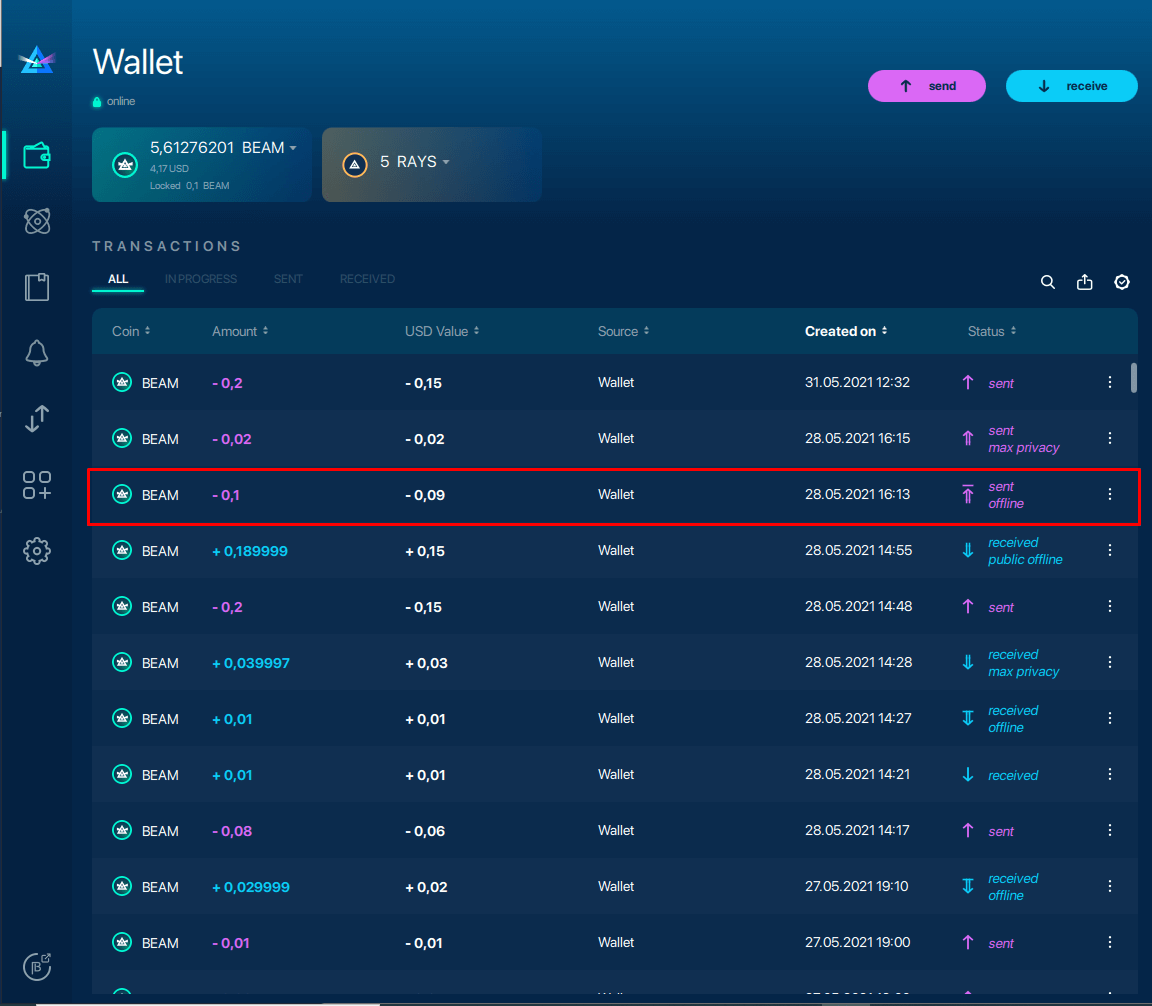 Wallet
online
send
receive
5,61276201 BEAM
4,17 USD
Locked 0,1 BEAM
5 RAYS
TRANSACTIONS
ALL IN PROGRESS SENT RECEIVED
Coin Amount USD Value Source Created on Status
BEAM - 0,2 - 0,15 Wallet 31.05.2021 12:32 sent
BEAM - 0,02 - 0,02 Wallet 28.05.2021 16:15 sent
max privacy
BEAM - 0,1 - 0,09 Wallet 28.05.2021 16:13 sent
offline
BEAM + 0,189999 + 0,15 Wallet 28.05.2021 14:55 received
public offline
BEAM - 0,2 - 0,15 Wallet 28.05.2021 14:48 sent
BEAM + 0,039997 + 0,03 Wallet 28.05.2021 14:28 received
max privacy
BEAM + 0,01 + 0,01 Wallet 28.05.2021 14:27 received
offline
BEAM + 0,01 + 0,01 Wallet 28.05.2021 14:21 received
BEAM - 0,08 - 0,06 Wallet 28.05.2021 14:17 sent
BEAM + 0,029999 + 0,02 Wallet 27.05.2021 19:10 received
offline
BEAM - 0,01 - 0,01 Wallet 27.05.2021 19:00 sent